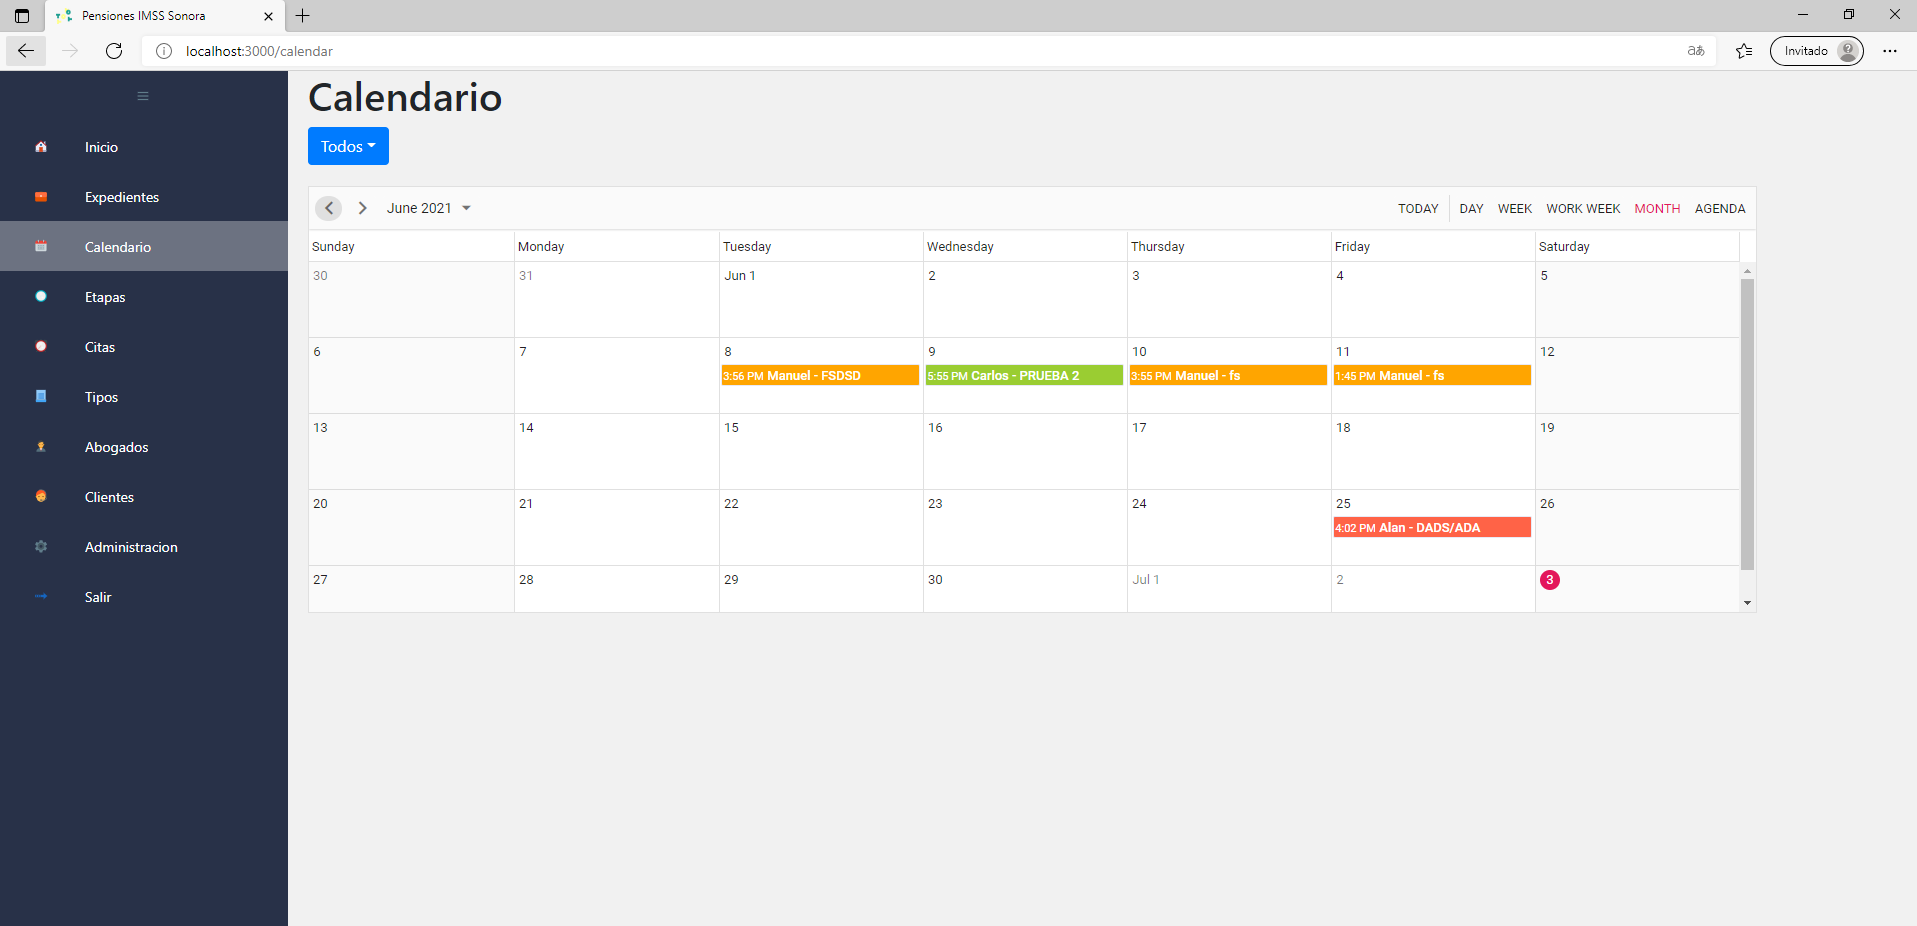 Pensiones IMSS Sonora
localhost:3000/calendar
aあ
Invitado
Inicio
Expedientes
Calendario
Etapas
Citas
Tipos
Abogados
Clientes
Administracion
Salir
Calendario
Todos
June 2021 TODAY DAY WEEK WORK WEEK MONTH AGENDA
Sunday Monday Tuesday Wednesday Thursday Friday Saturday
30 31 Jun 1 2 3 4 5
6 7 8 9 10 11 12
3:56 PM Manuel - FSDSD 5:55 PM Carlos - PRUEBA 2 3:55 PM Manuel - fs 1:45 PM Manuel - fs
13 14 15 16 17 18 19
20 21 22 23 24 25 26
4:02 PM Alan - DADS/ADA
27 28 29 30 Jul 1 2 3